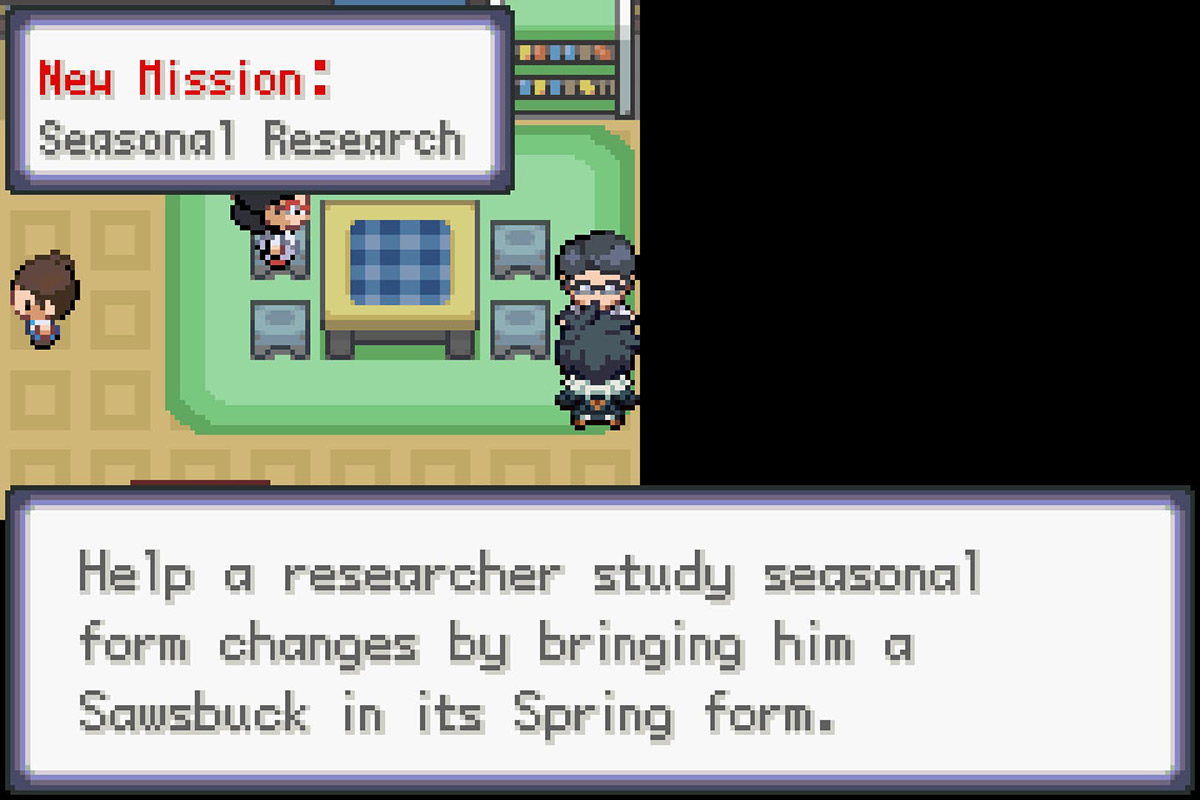 New Mission:
Seasonal Research
Help a researcher study seasonal
form changes by bringing him a
Sawsbuck in its Spring form.